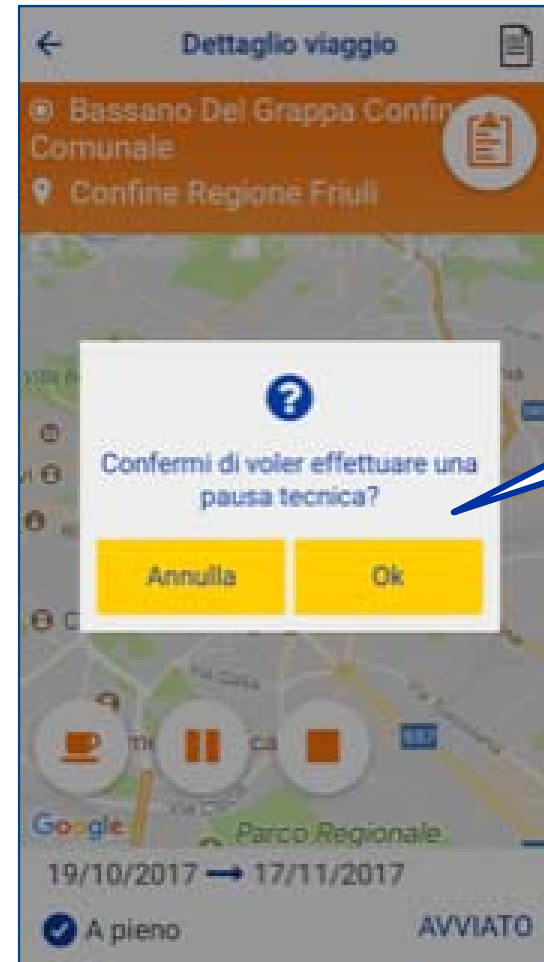 Dettaglio viaggio
Bassano Del Grappa Confin
Comunale
Confine Regione Friuli
Confermi di voler effettuare una
pausa tecnica?
Annulla
Ok
Google
Parco Regionale
19/10/2017 → 17/11/2017
A pieno
AVVIATO